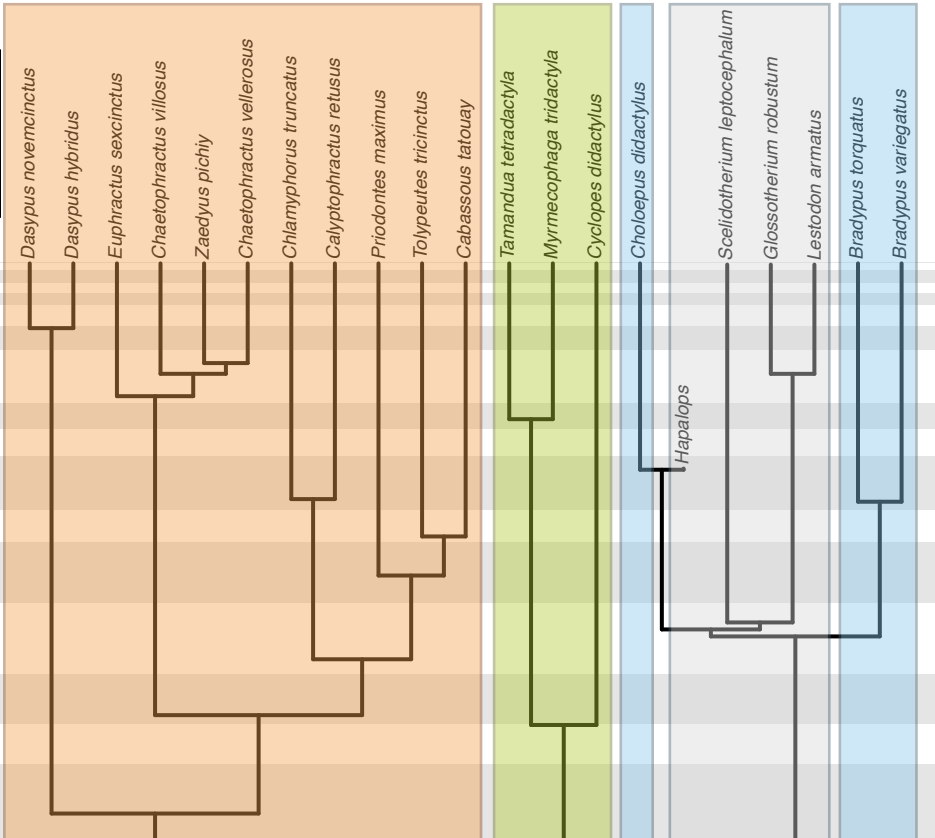 Dasypus novemcinctus
Dasypus hybridus
Euphractus sexcinctus
Chaetophractus villosus
Zaedyus pichiy
Chaetophractus vellerosus
Chlamyphorus truncatus
Calyptophractus retusus
Priodontes maximus
Tolypeutes tricinctus
Cabassous tatouay
Tamandua tetradactyla
Myrmecophaga tridactyla
Cyclopes didactylus
Choloepus didactylus
Hapalops
Scelidotherium leptocephalum
Glossotherium robustum
Lestodon armatus
Bradypus torquatus
Bradypus variegatus